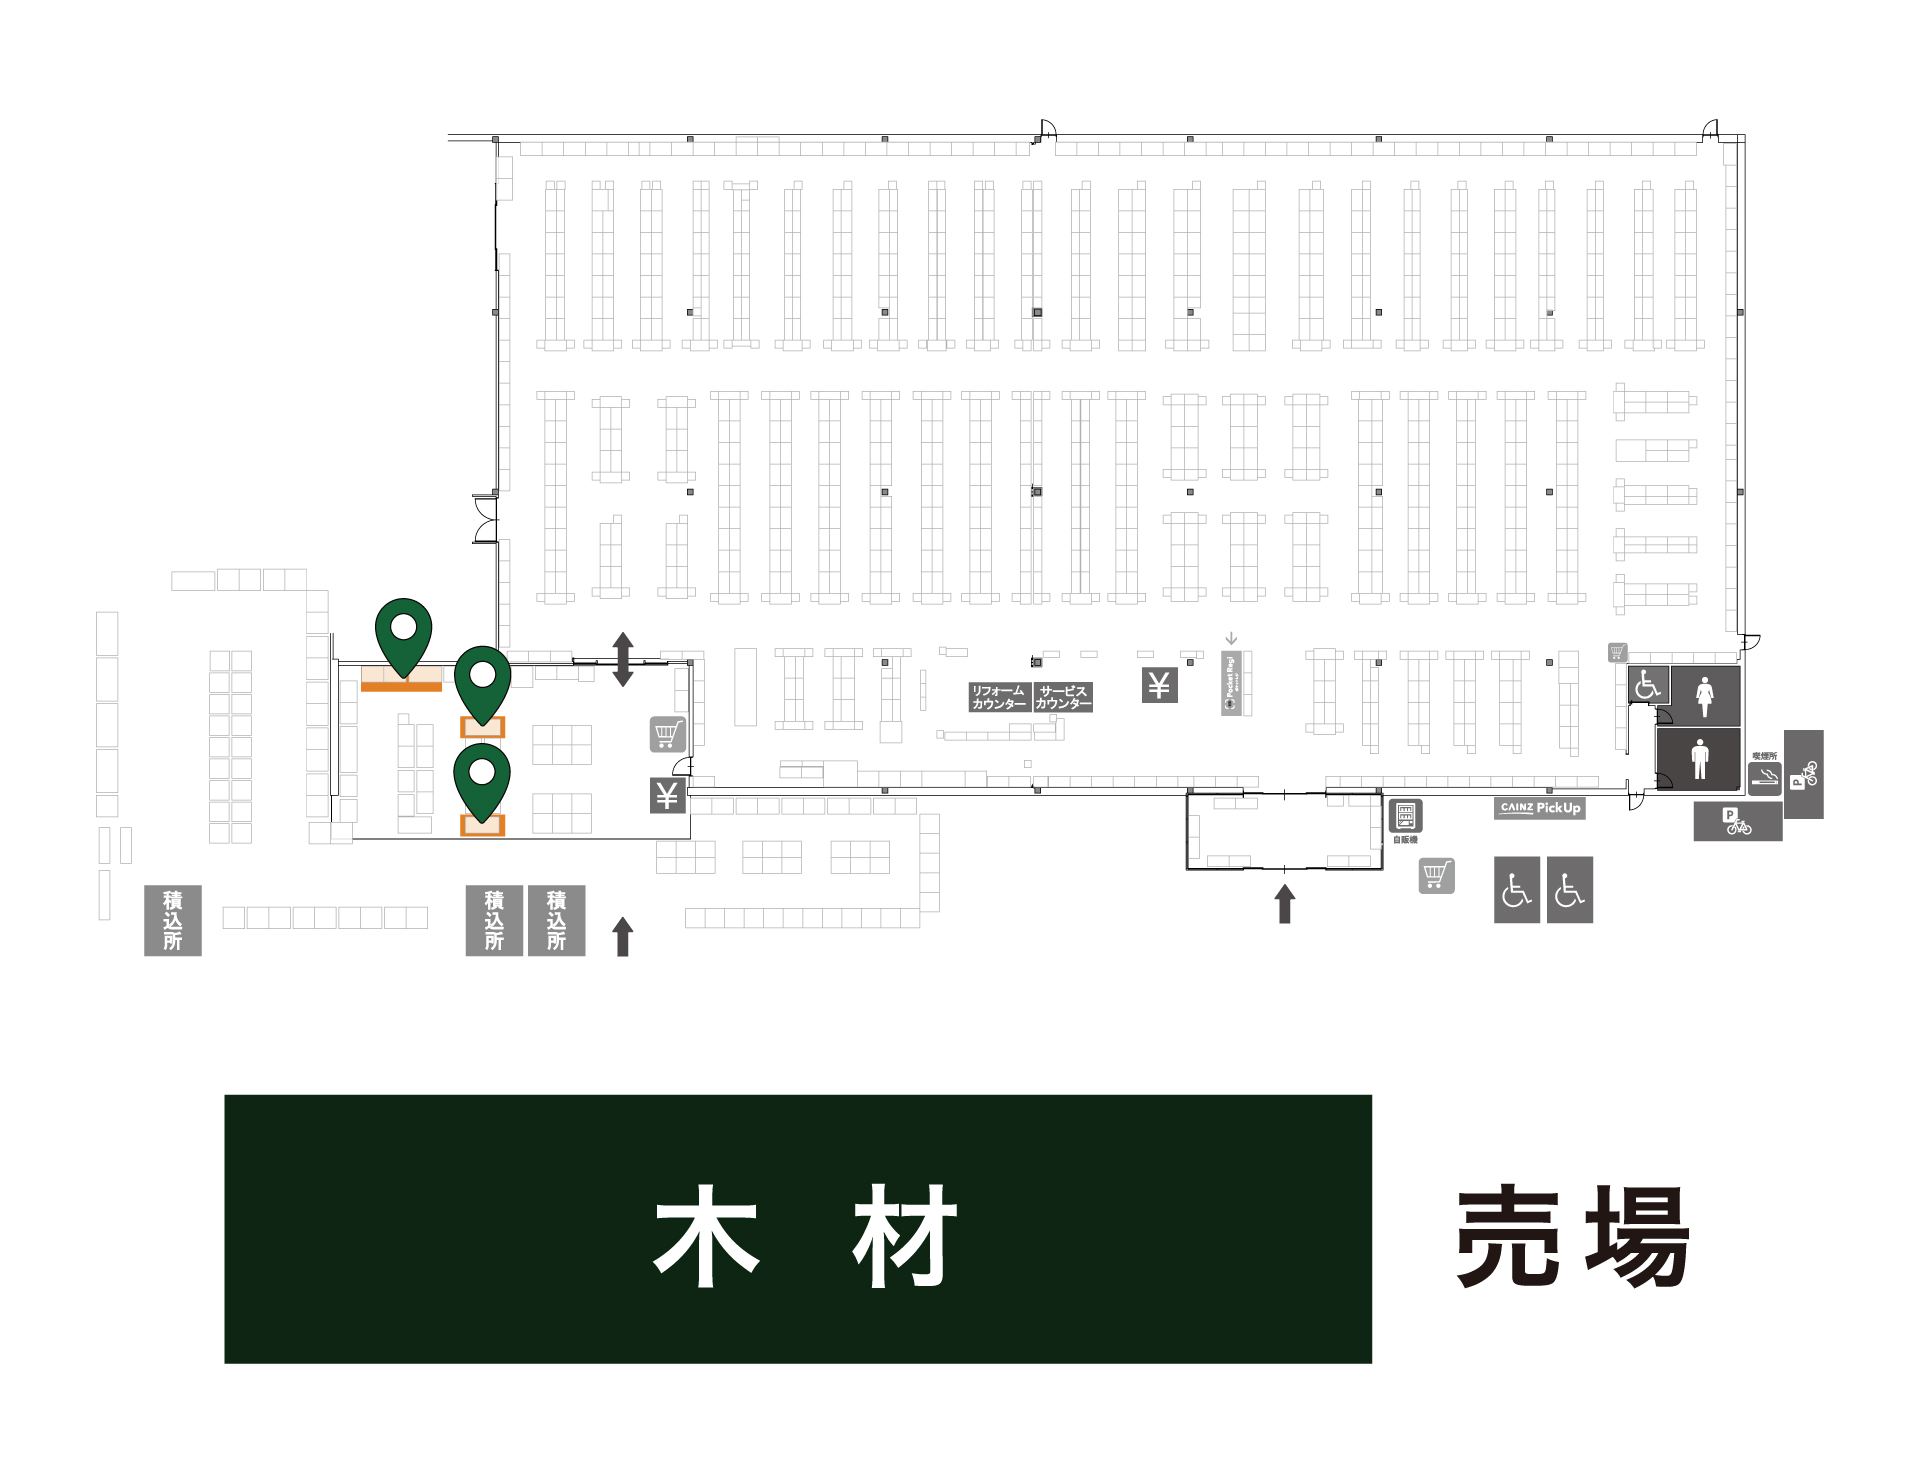 Pocket Regi
リフォーム
カウンター
サービス
カウンター
¥
¥
喫煙所
P
P
CAINZ PickUp
自販機
積込所
積込所
積込所
木材
売場